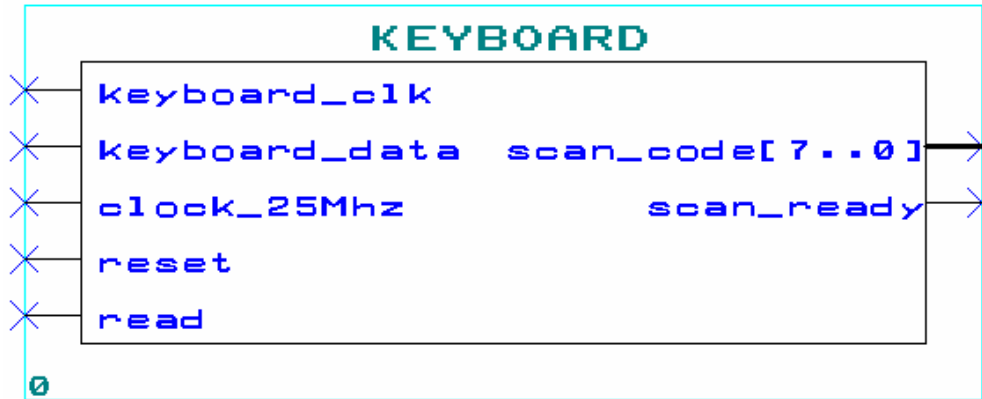 KEYBOARD
keyboard_clk
keyboard_data scan_code[7..0]
clock_25Mhz scan_ready
reset
read
0